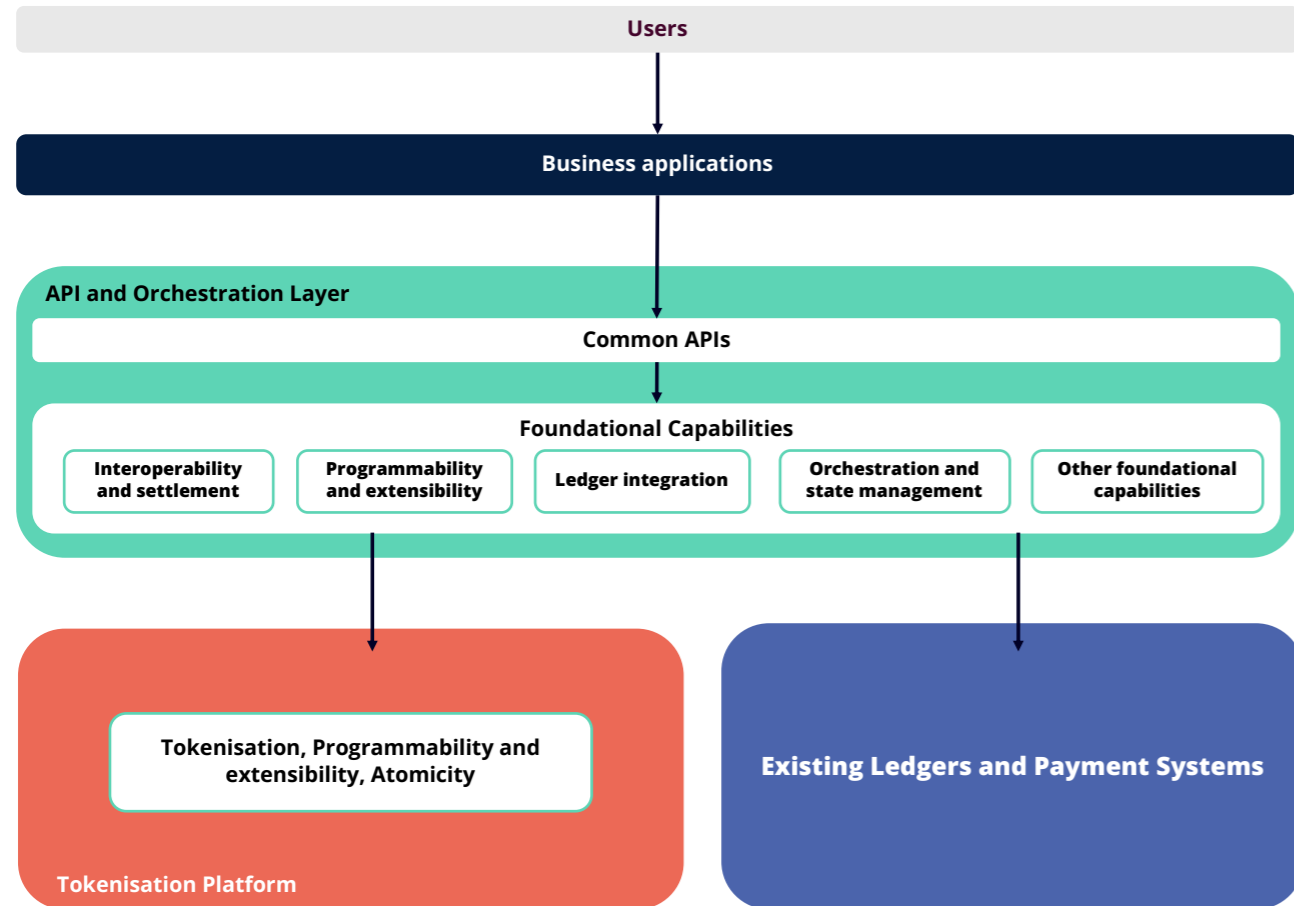 Users
Business applications
API and Orchestration Layer
Common APIs
Foundational Capabilities
Interoperability
and settlement
Programmability
and extensibility
Ledger integration
Orchestration and
state management
Other foundational
capabilities
Tokenisation, Programmability and
extensibility, Atomicity
Tokenisation Platform
Existing Ledgers and Payment Systems